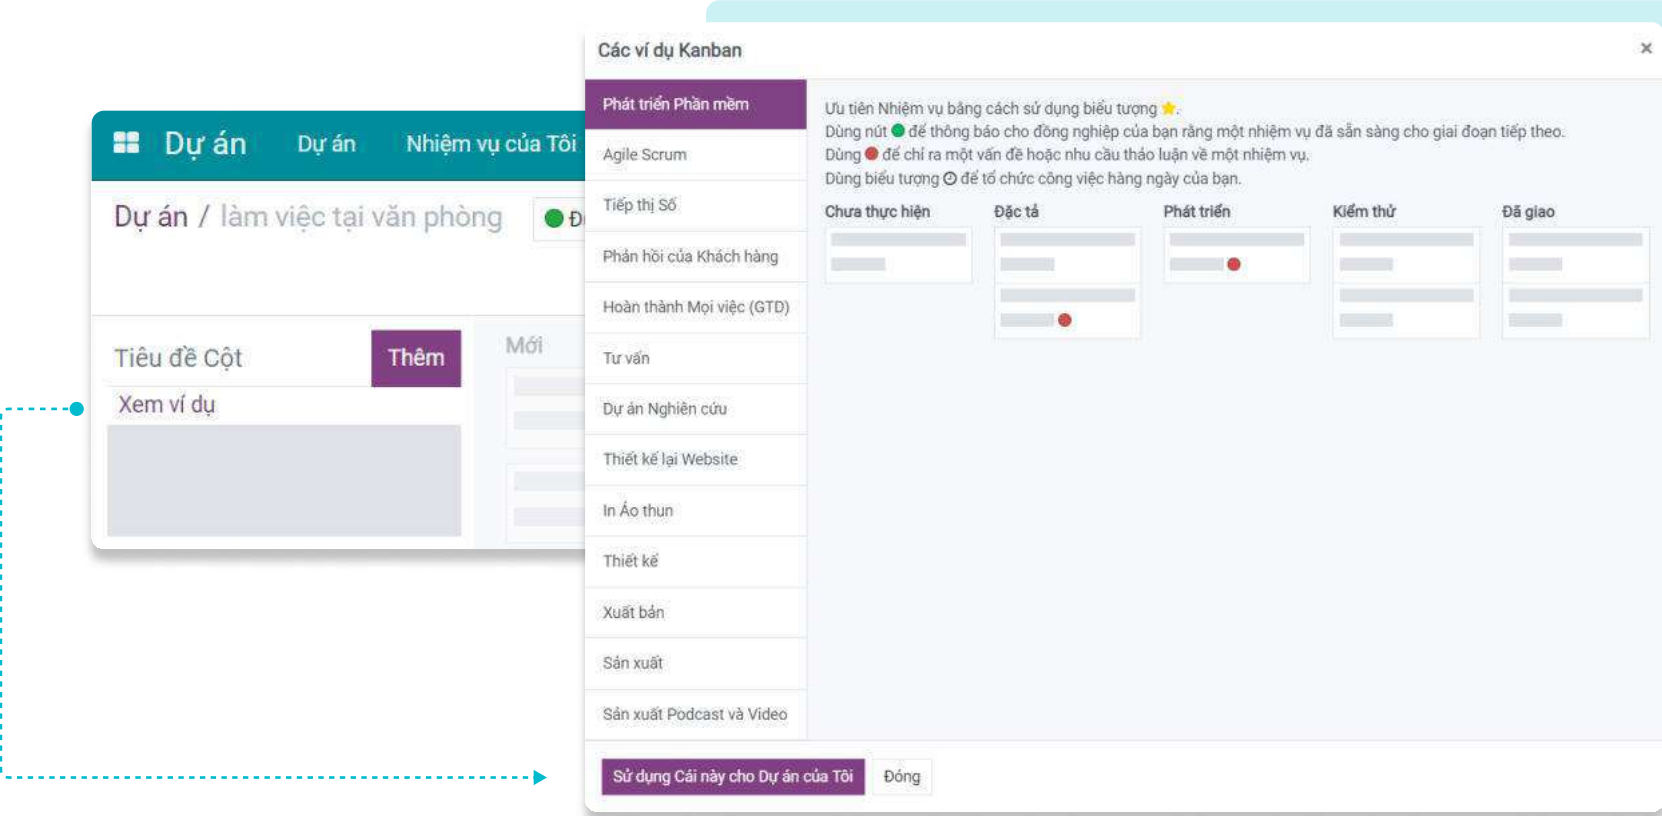 Các ví dụ Kanban
×
Dự án Dự án Nhiệm vụ của Tôi
Dự án / làm việc tại văn phòng
Tiêu đề Cột Thêm Mới
Xem ví dụ
Phát triển Phần mềm
Agile Scrum
Tiếp thị Số
Phản hồi của Khách hàng
Hoàn thành Mọi việc (GTD)
Tư vấn
Dự án Nghiên cứu
Thiết kế lại Website
In Áo thun
Thiết kế
Xuất bản
Sản xuất
Sản xuất Podcast và Video
Ưu tiên Nhiệm vụ bằng cách sử dụng biểu tượng ⭐.
Dùng nút để thông báo cho đồng nghiệp của bạn rằng một nhiệm vụ đã sẵn sàng cho giai đoạn tiếp theo.
Dùng để chỉ ra một vấn đề hoặc nhu cầu thảo luận về một nhiệm vụ.
Dùng biểu tượng để tổ chức công việc hàng ngày của bạn.
Chưa thực hiện Đặc tả Phát triển Kiểm thử Đã giao
Sử dụng Cái này cho Dự án của Tôi Đóng